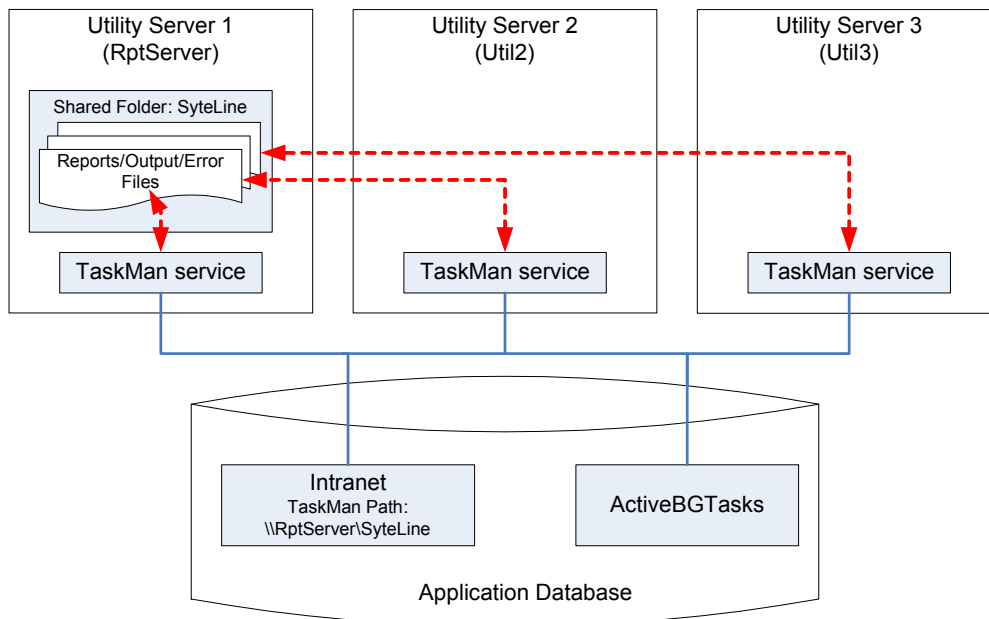 Utility Server 1
(RptServer)
Utility Server 2
(Util2)
Utility Server 3
(Util3)
Shared Folder: SyteLine
Reports/Output/Error
Files
TaskMan service
TaskMan service
TaskMan service
Intranet
TaskMan Path:
\\RptServer\SyteLine
ActiveBGTasks
Application Database